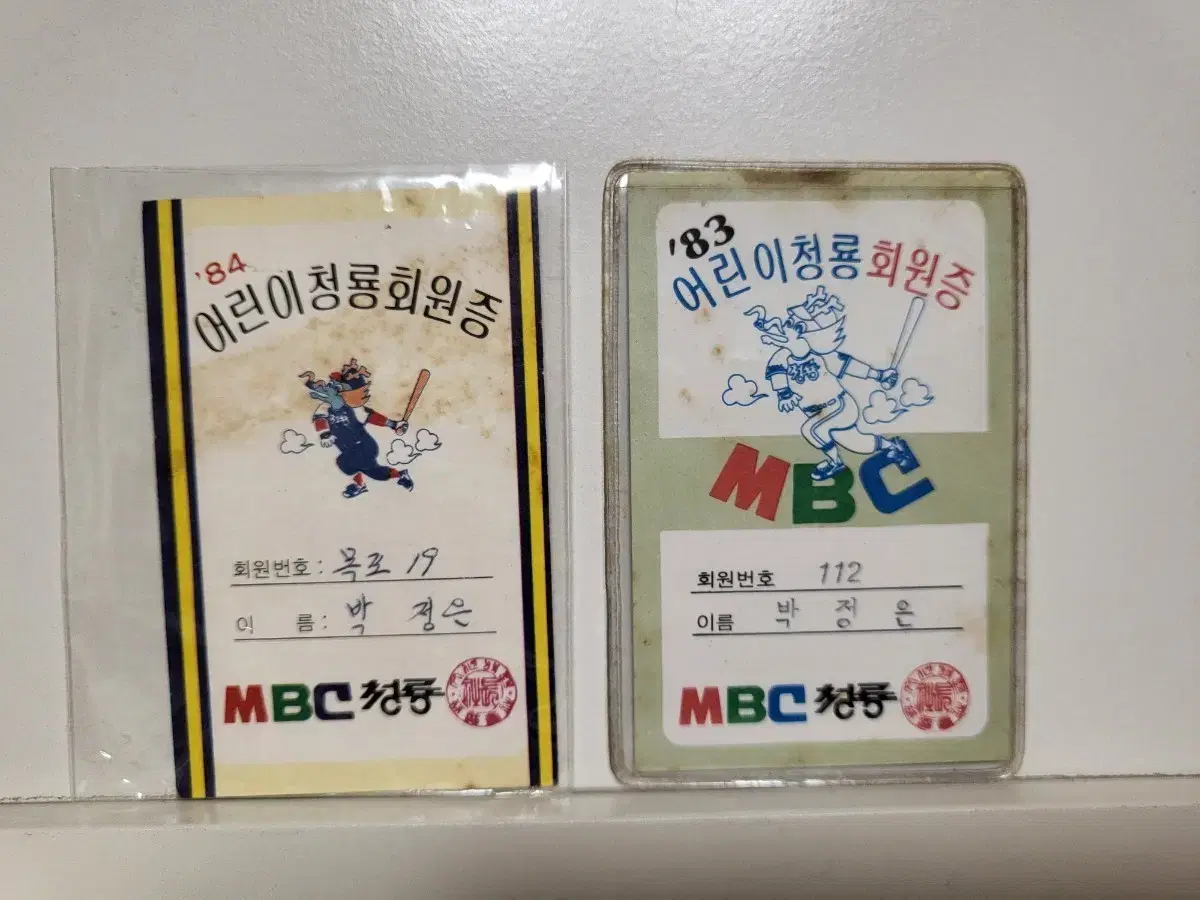 '84
어린이청룡회원증
회원번호: 목포 19
이 름: 박 정은
MBC 청룡
'83
어린이청룡회원증
MBC
회원번호 112
이름 박 정 은
MBC 청룡